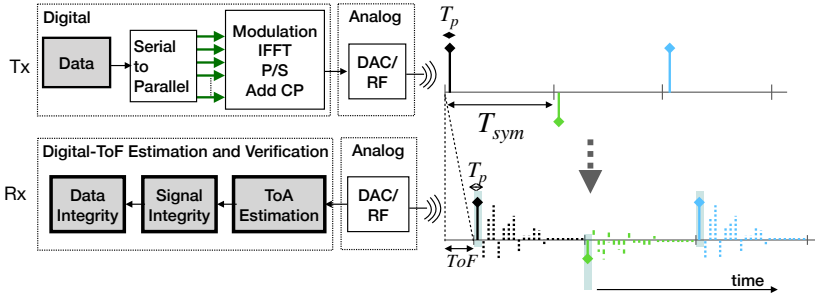 Digital
Analog
Tx
Data
Serial
to
Parallel
Modulation
IFFT
P/S
Add CP
DAC/
RF
T_p
T_sym
Rx
Digital-ToF Estimation and Verification
Analog
Data
Integrity
Signal
Integrity
ToA
Estimation
DAC/
RF
T_p
ToF
time